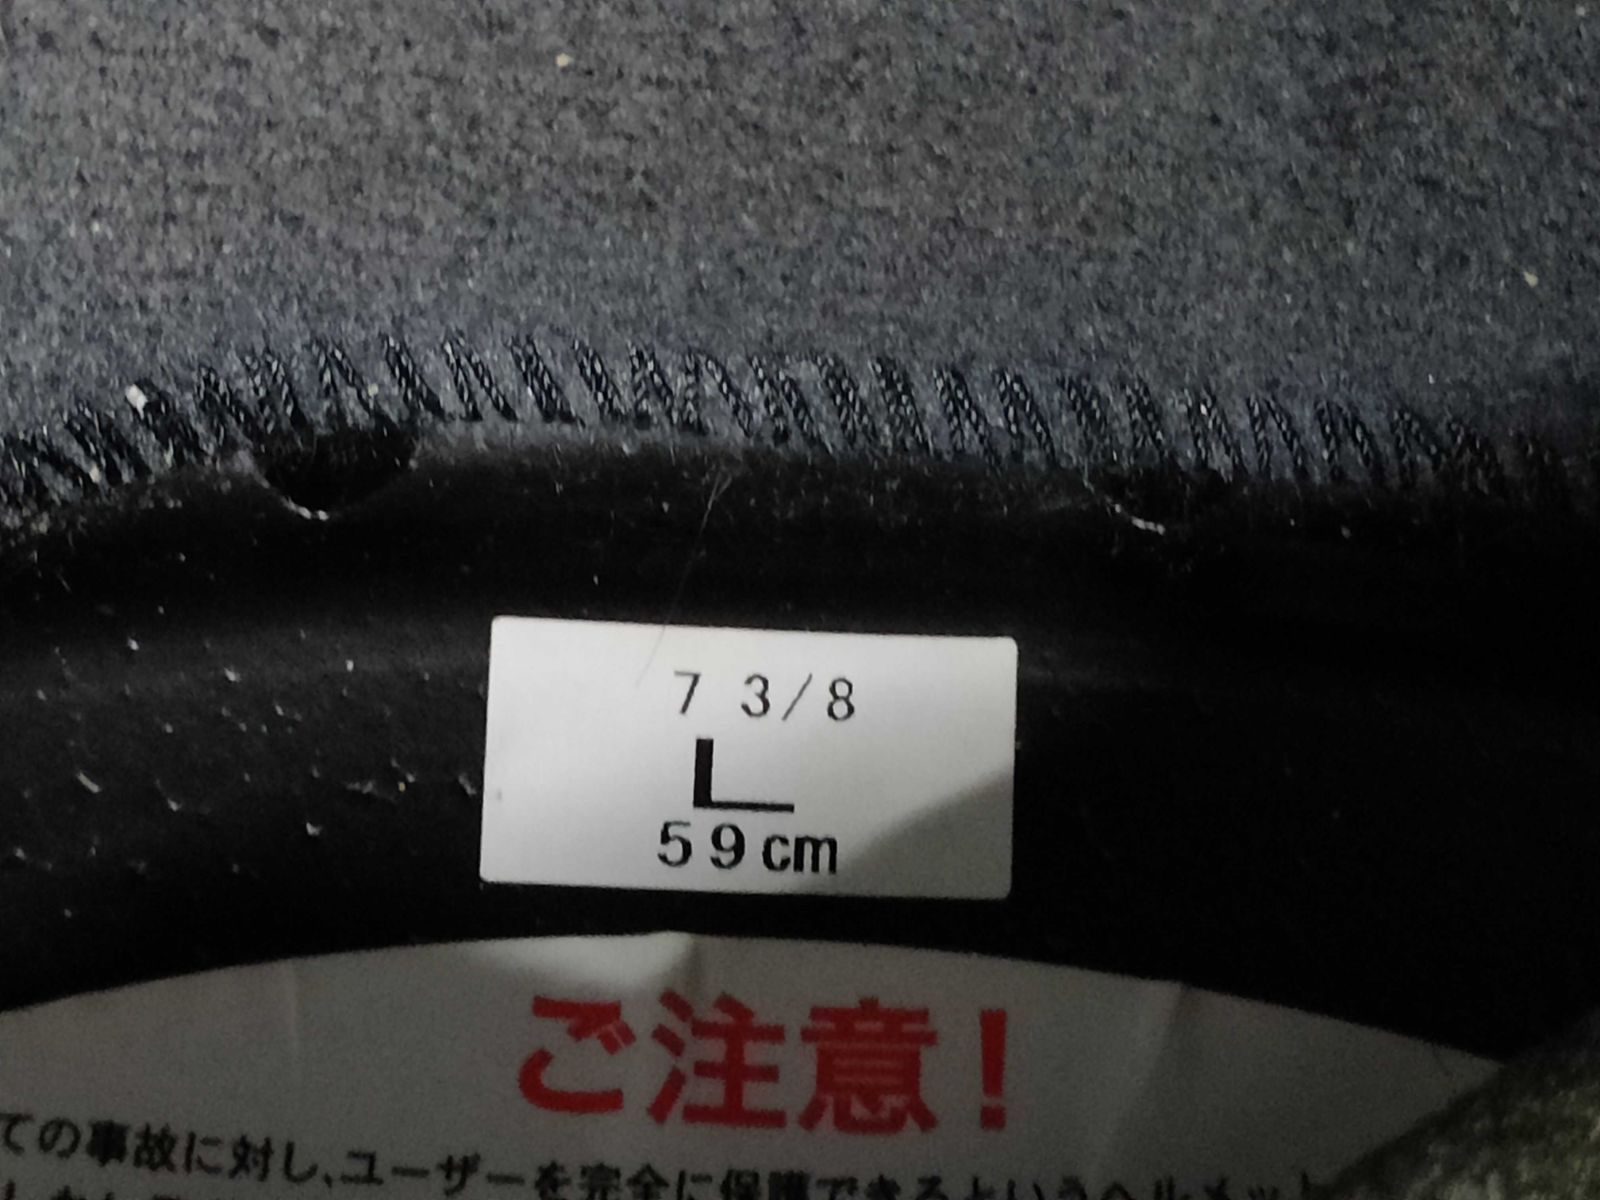 7 3/8
L
59cm
ご注意!
ての事故に対し、ユーザーを完全に保護できるというヘルメット